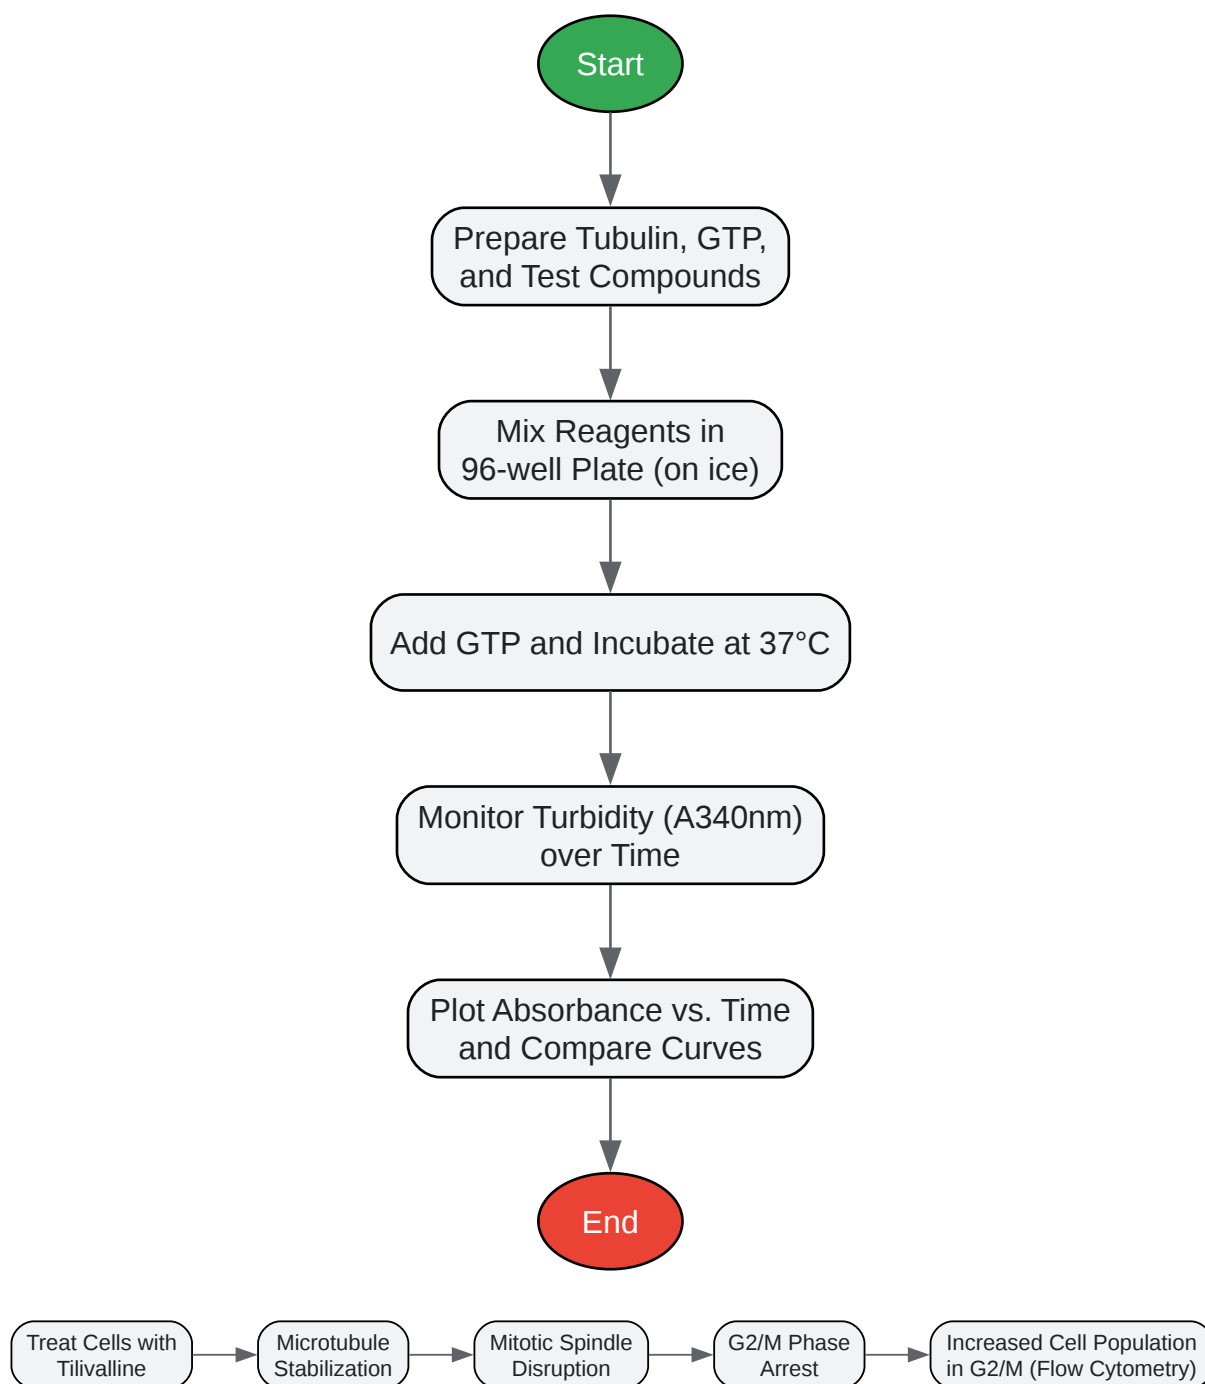 Start
Prepare Tubulin, GTP,
and Test Compounds
Mix Reagents in
96-well Plate (on ice)
Add GTP and Incubate at 37°C
Monitor Turbidity (A340nm)
over Time
Plot Absorbance vs. Time
and Compare Curves
End
Treat Cells with
Tilivalline
Microtubule
Stabilization
Mitotic Spindle
Disruption
G2/M Phase
Arrest
Increased Cell Population
in G2/M (Flow Cytometry)